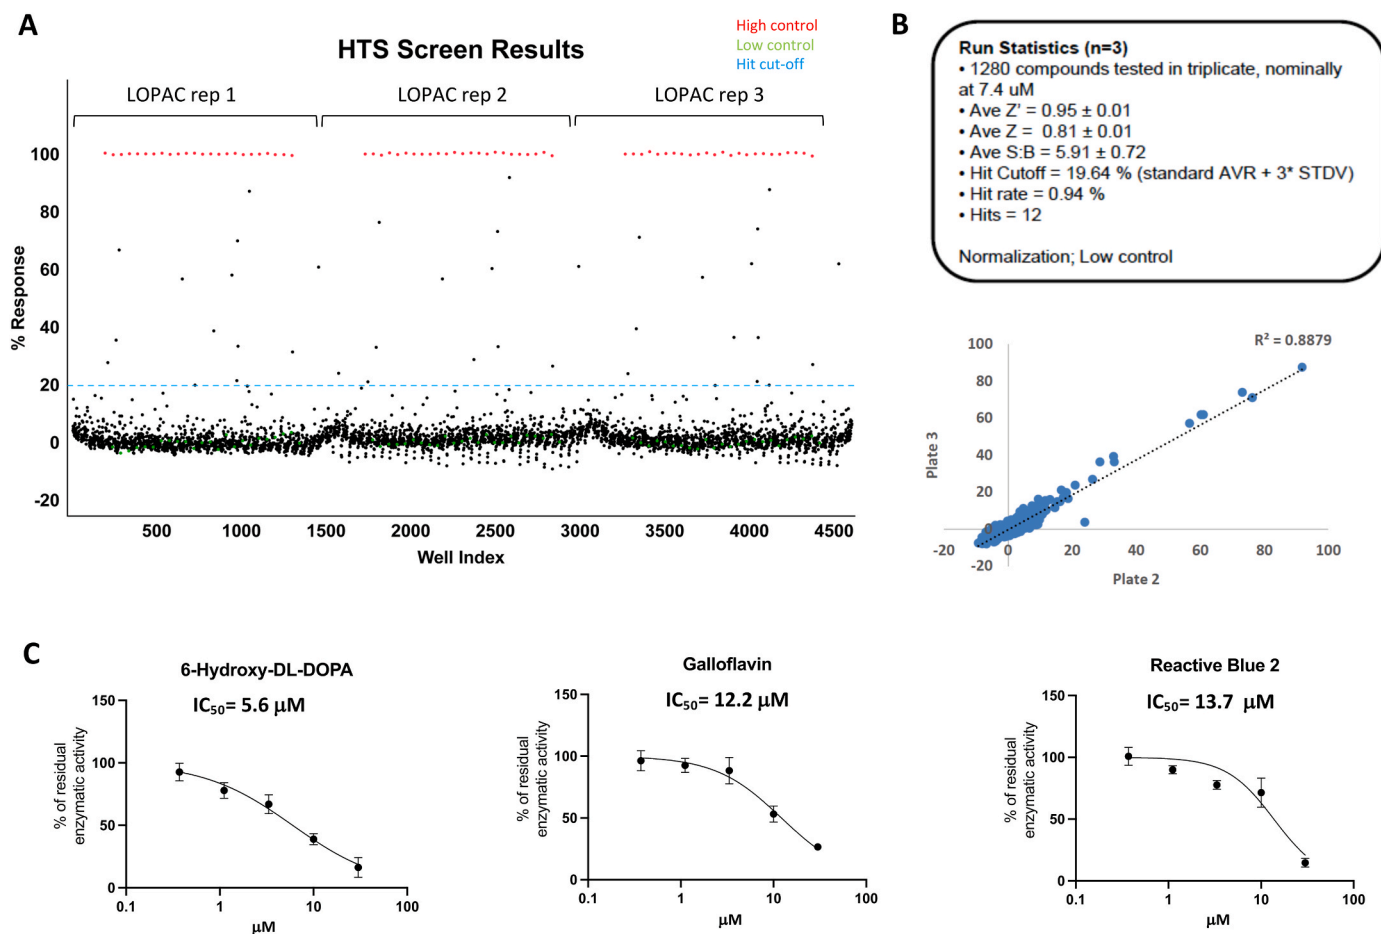 A
HTS Screen Results
High control
Low control
Hit cut-off
LOPAC rep 1
LOPAC rep 2
LOPAC rep 3
% Response
100
80
60
40
20
0
-20
500
1000
1500
2000
2500
3000
3500
4000
4500
Well Index
B
Run Statistics (n=3)
• 1280 compounds tested in triplicate, nominally
at 7.4 uM
• Ave Z' = 0.95 ± 0.01
• Ave Z = 0.81 ± 0.01
• Ave S:B = 5.91 ± 0.72
• Hit Cutoff = 19.64 % (standard AVR + 3* STDV)
• Hit rate = 0.94 %
• Hits = 12
Normalization; Low control
R² = 0.8879
Plate 3
100
80
60
40
20
0
-20
-20
0
20
40
60
80
100
Plate 2
C
6-Hydroxy-DL-DOPA
IC₅₀= 5.6 μM
% of residual
enzymatic activity
150
100
50
0
0.1
1
10
100
μM
Galloflavin
IC₅₀= 12.2 μM
% of residual
enzymatic activity
150
100
50
0
0.1
1
10
100
μM
Reactive Blue 2
IC₅₀= 13.7 μM
% of residual
enzymatic activity
150
100
50
0
0.1
1
10
100
μM